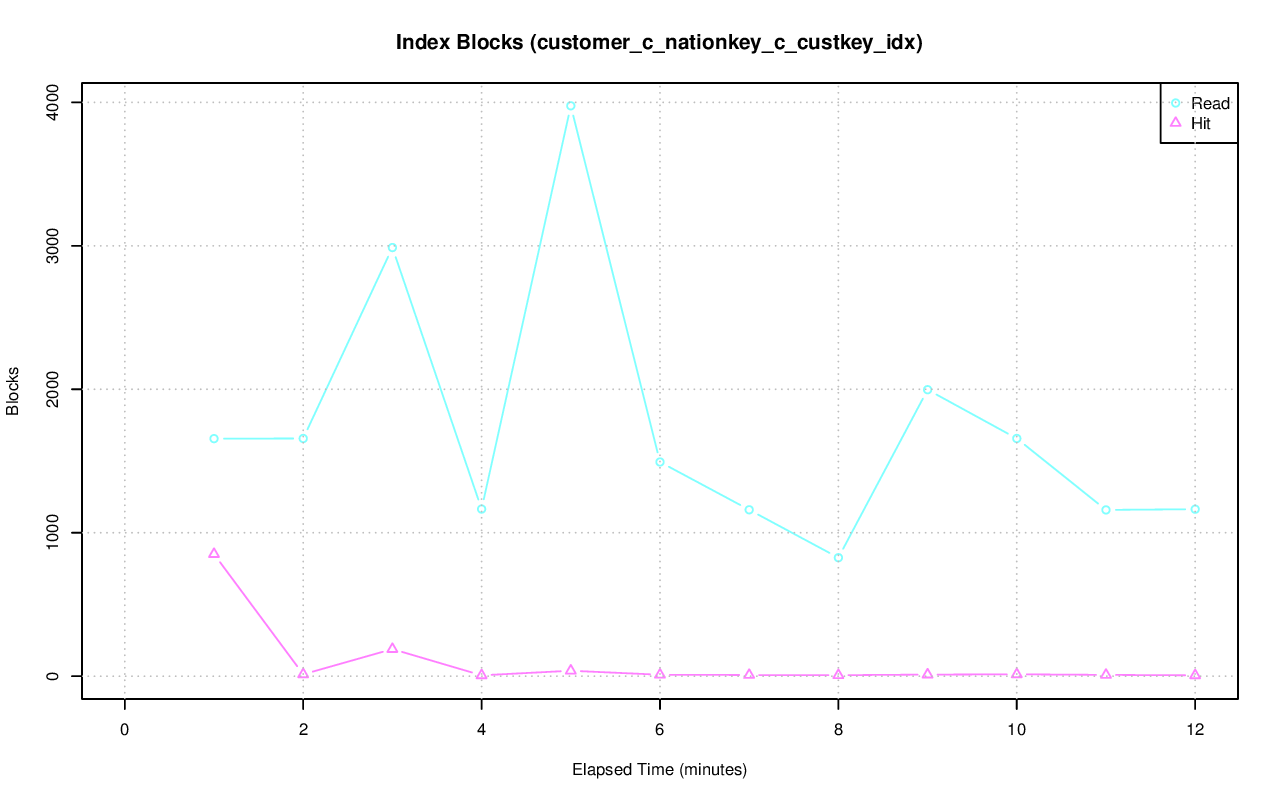 Index Blocks (customer_c_nationkey_c_custkey_idx)
Read
Hit
4000
3000
2000
1000
0
Blocks
0 2 4 6 8 10 12
Elapsed Time (minutes)